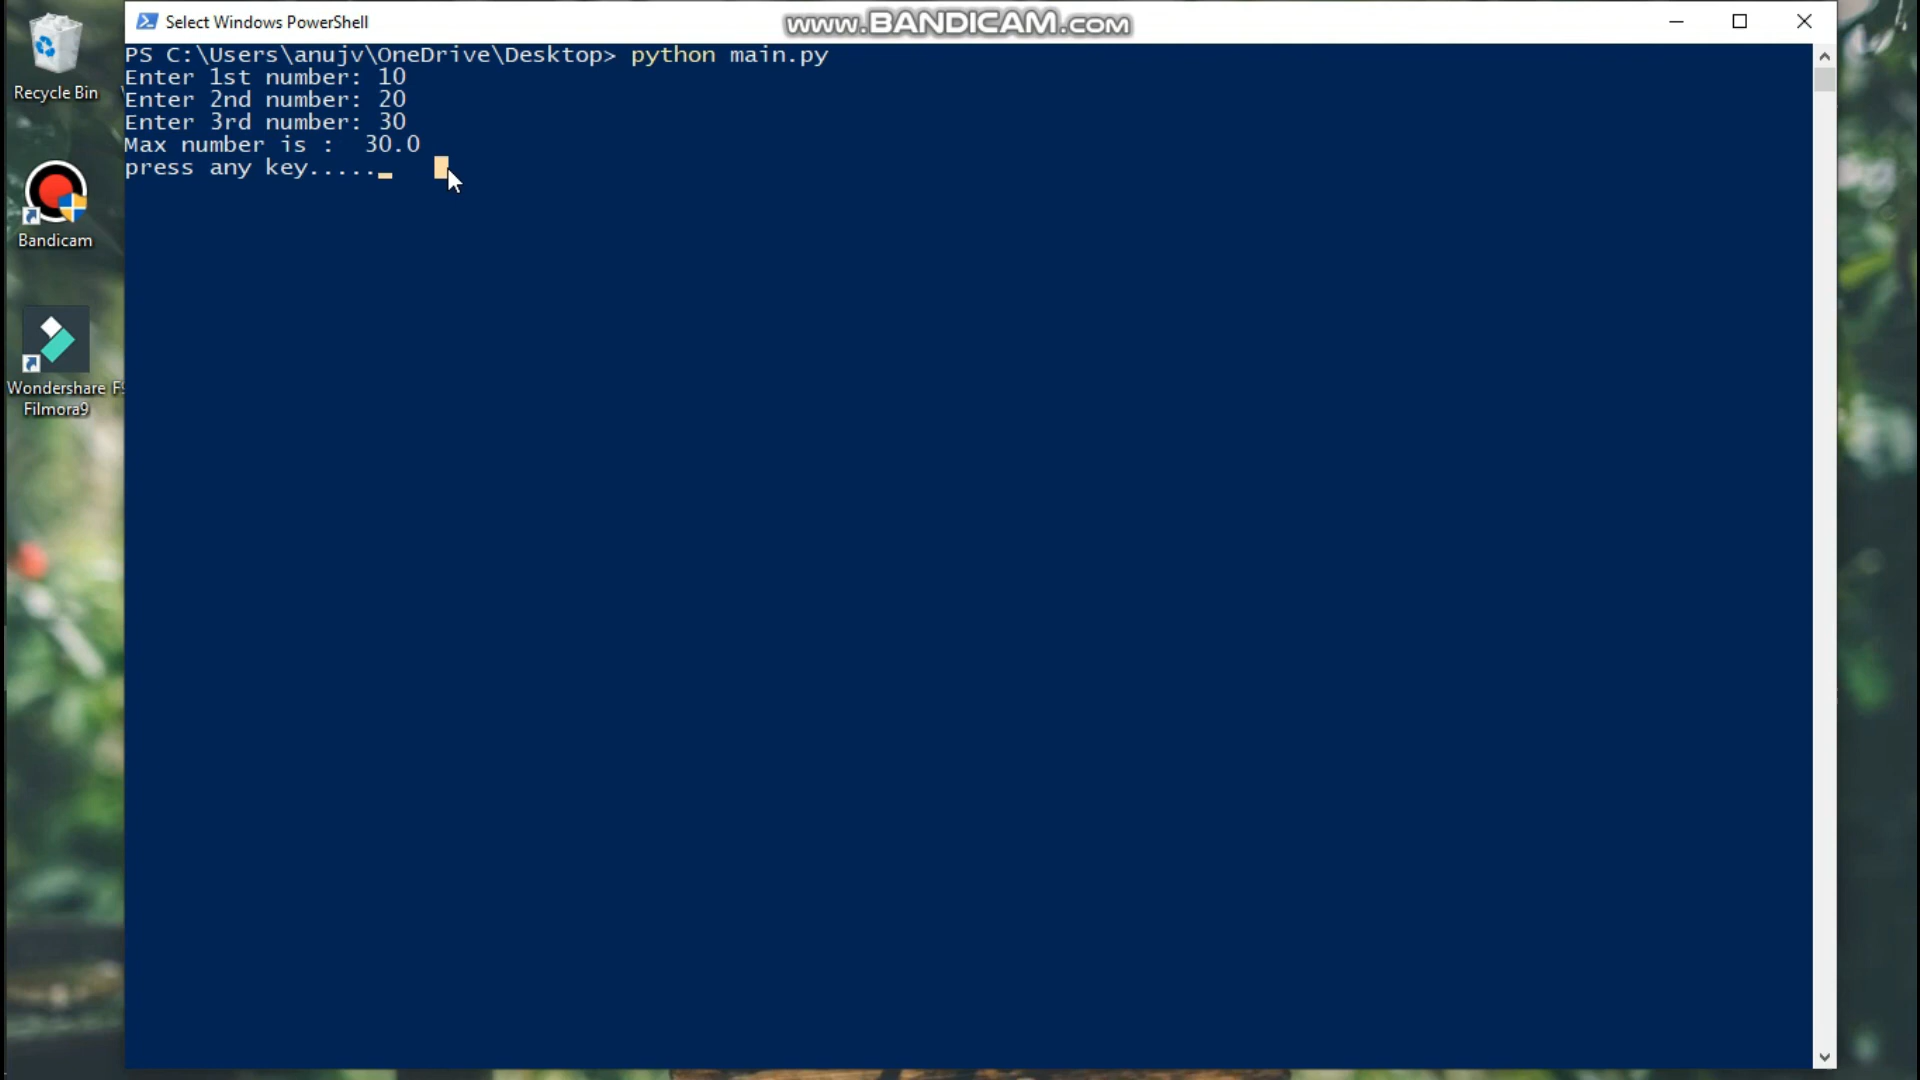 Select Windows PowerShell
www.BANDICAM.com
PS C:\Users\anujv\OneDrive\Desktop> python main.py
Enter 1st number: 10
Enter 2nd number: 20
Enter 3rd number: 30
Max number is :  30.0
press any key.....
Recycle Bin
Bandicam
Wondershare
Filmora9